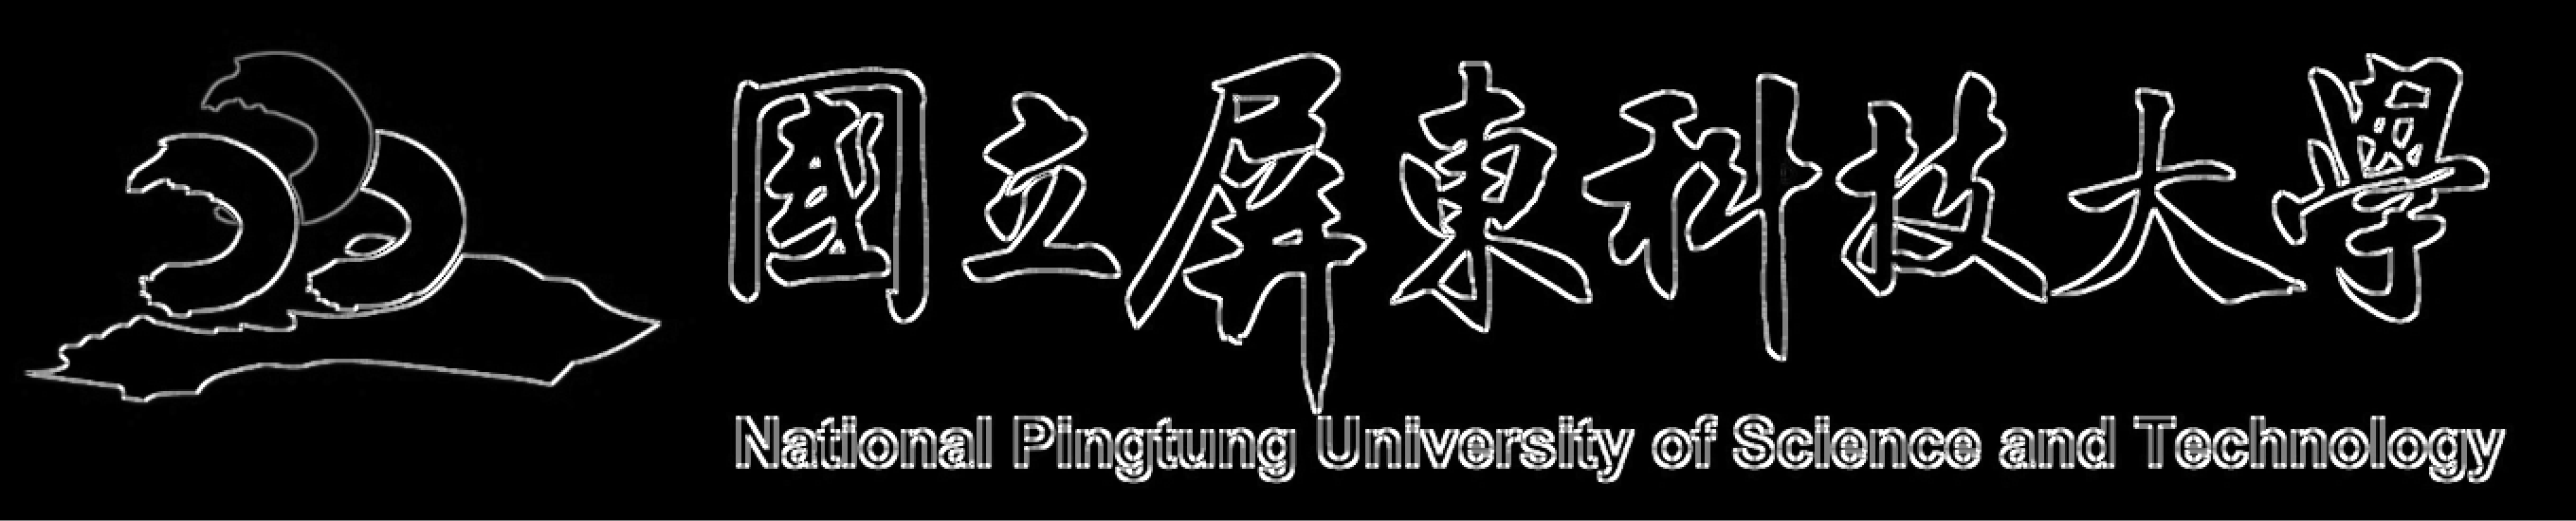 國立屏東科技大學
National Pingtung University of Science and Technology